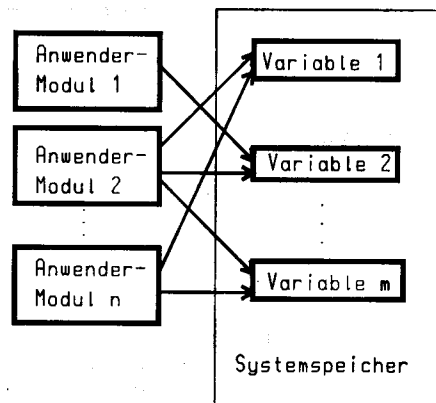 Anwender-
Modul 1
Variable 1
Anwender-
Modul 2
Variable 2
Anwender-
Modul n
Variable m
Systemspeicher